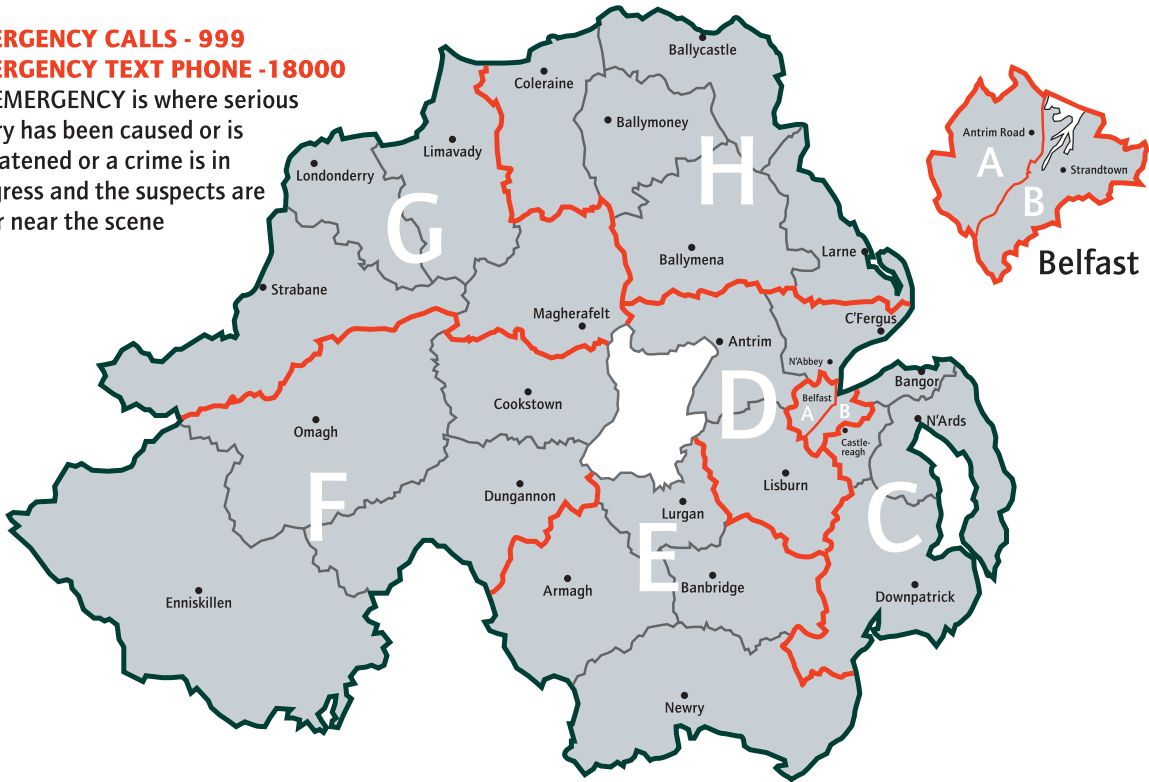 ERGENCY CALLS - 999
ERGENCY TEXT PHONE -18000
EMERGENCY is where serious
ry has been caused or is
atened or a crime is in
gress and the suspects are
r near the scene
Ballycastle
Coleraine
Ballymoney
Limavady
Londonderry
H
G
Ballymena
Larne
Strabane
Magherafelt
C'Fergus
Antrim
N'Abbey
Bangor
Belfast
A
B
D
Cookstown
N'Ards
Omagh
Castle-
reagh
Lisburn
Dungannon
F
Lurgan
C
E
Armagh
Banbridge
Enniskillen
Downpatrick
Newry
Antrim Road
A
Strandtown
B
Belfast